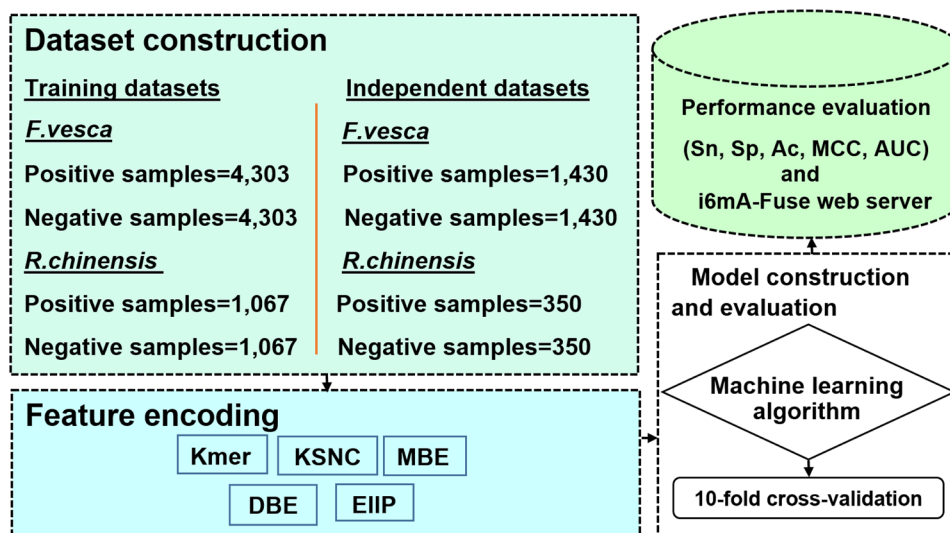 Dataset construction
Training datasets
F.vesca
Positive samples=4,303
Negative samples=4,303
R.chinensis
Positive samples=1,067
Negative samples=1,067
Independent datasets
F.vesca
Positive samples=1,430
Negative samples=1,430
R.chinensis
Positive samples=350
Negative samples=350
Feature encoding
Kmer
KSNC
MBE
DBE
EIIP
Model construction
and evaluation
Machine learning
algorithm
10-fold cross-validation
Performance evaluation
(Sn, Sp, Ac, MCC, AUC)
and
i6mA-Fuse web server